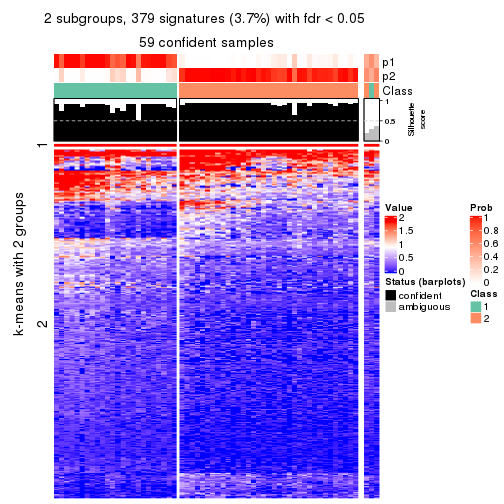 2 subgroups, 379 signatures (3.7%) with fdr < 0.05
59 confident samples
p1
p2
Class
1
0.5
0
Silhouette
score
k-means with 2 groups
1
2
Value
2
1.5
1
0.5
0
Prob
1
0.8
0.6
0.4
0.2
0
Status (barplots)
confident
ambiguous
Class
1
2